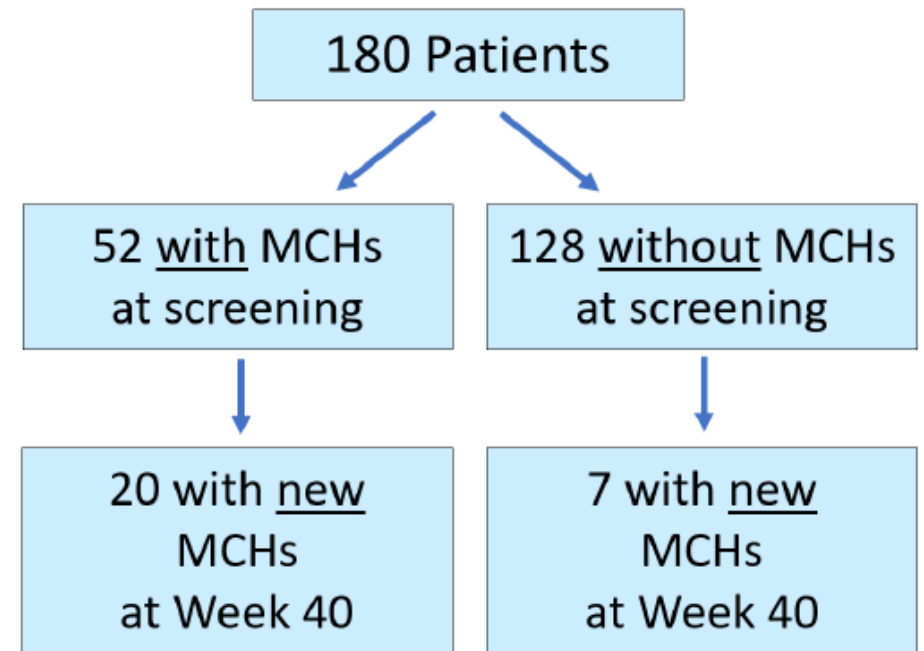 180 Patients
52 with MCHs
at screening
128 without MCHs
at screening
20 with new
MCHs
at Week 40
7 with new
MCHs
at Week 40